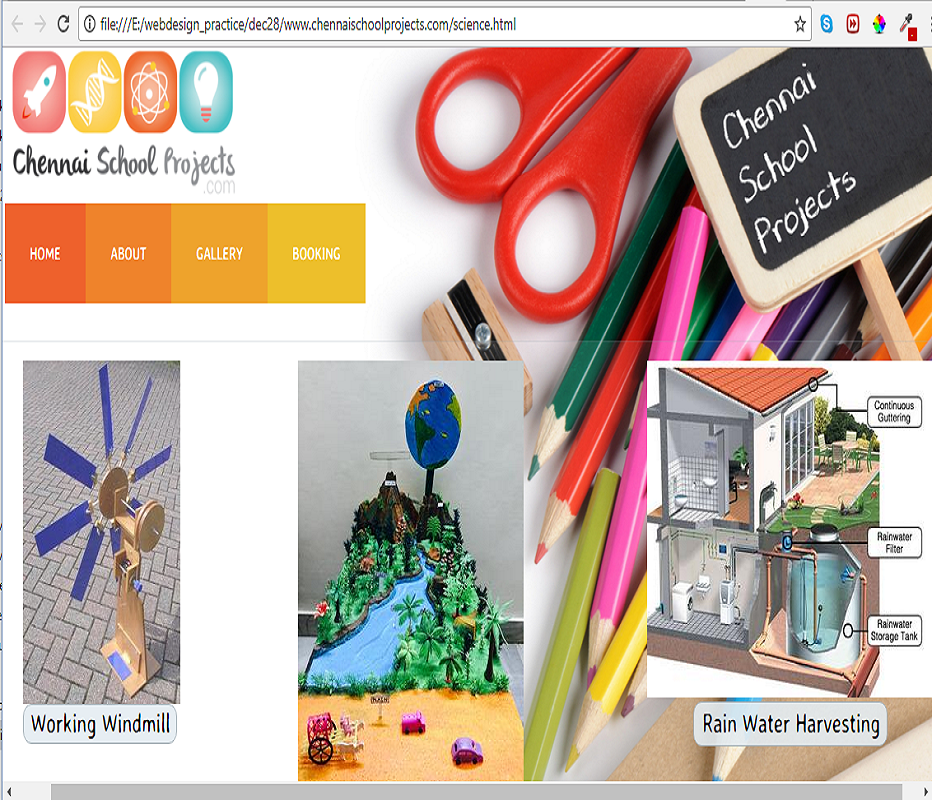 file:///E:/webdesign_practice/dec28/www.chennaischoolprojects.com/science.html
Chennai School Projects
.com
Chennai
School
Projects
HOME ABOUT GALLERY BOOKING
Continuous
Guttering
Rainwater
Filter
Rainwater
Storage Tank
Working Windmill
Rain Water Harvesting